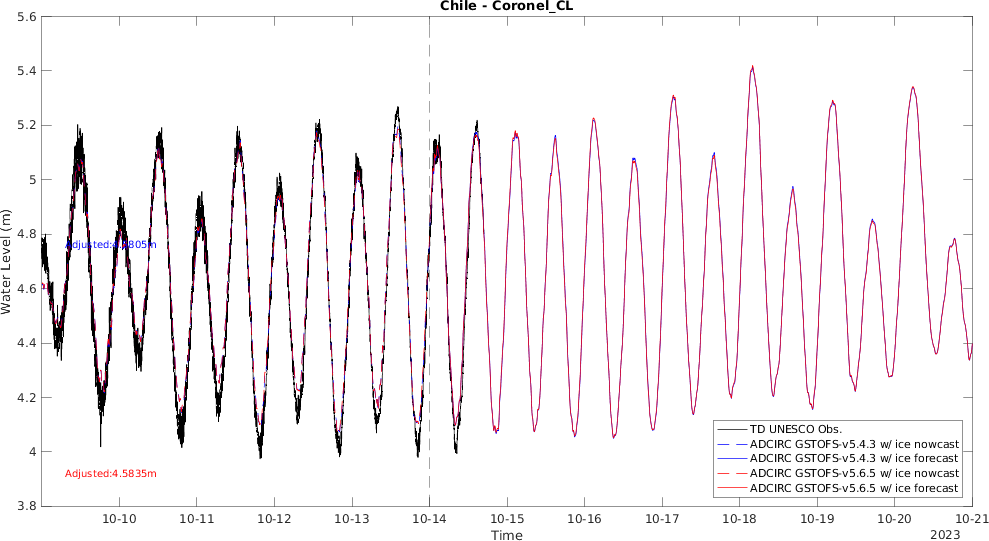 Chile - Coronel_CL
5.6
5.4
5.2
5
4.8
4.6
4.4
4.2
4
3.8
Water Level (m)
Adjusted:4.5835m
TD UNESCO Obs.
ADCIRC GSTOFS-v5.4.3 w/ ice nowcast
ADCIRC GSTOFS-v5.4.3 w/ ice forecast
ADCIRC GSTOFS-v5.6.5 w/ ice nowcast
ADCIRC GSTOFS-v5.6.5 w/ ice forecast
10-10
10-11
10-12
10-13
10-14
10-15
10-16
10-17
10-18
10-19
10-20
10-21
Time
2023